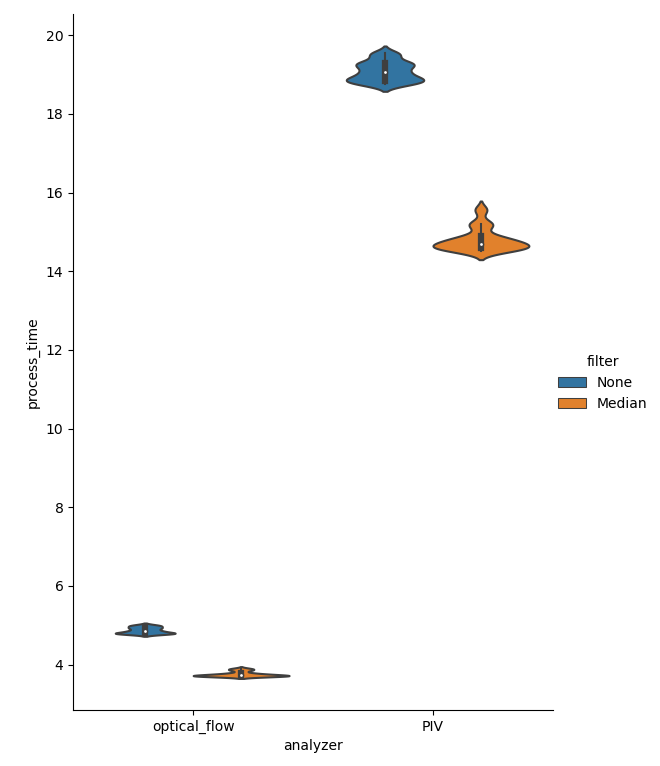 20
18
16
14
12
10
8
6
4
process_time
optical_flow
PIV
analyzer
filter
None
Median